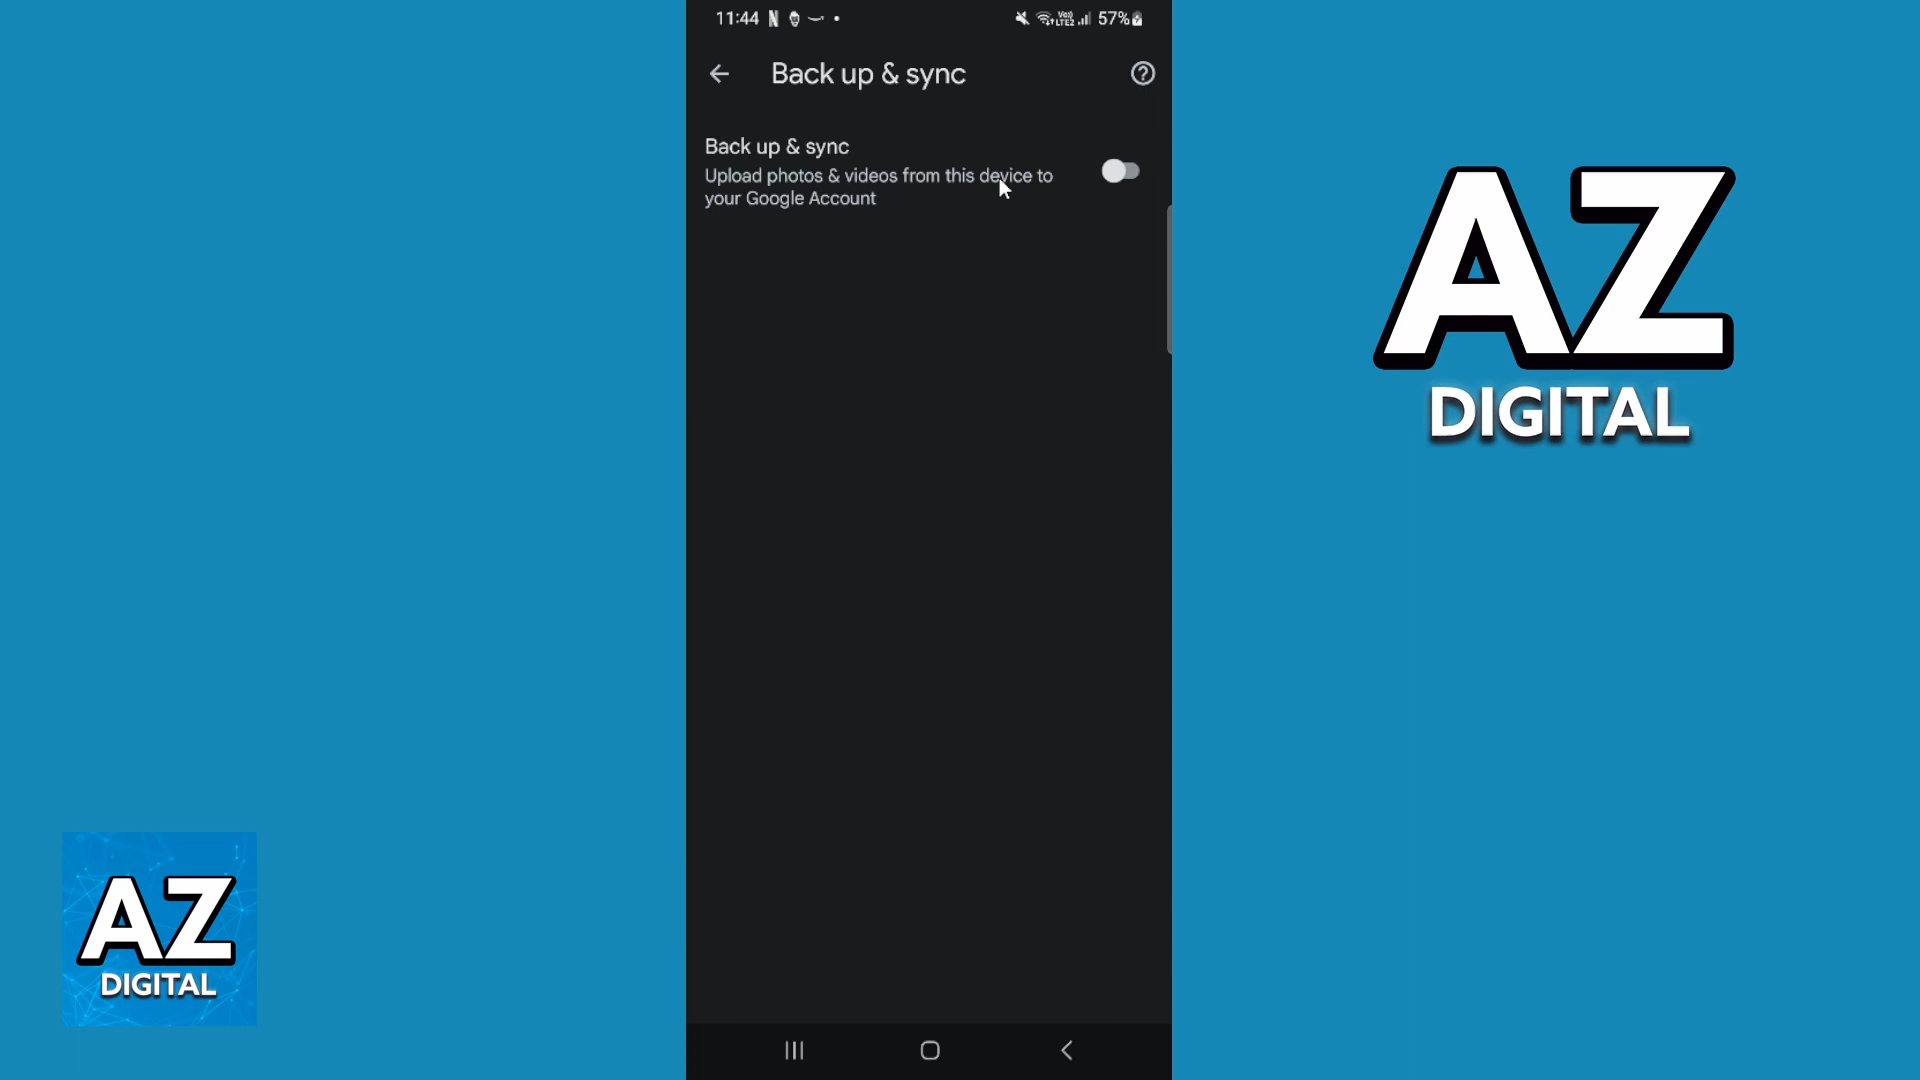 11:44
57%
Back up & sync
Back up & sync
Upload photos & videos from this device to
your Google Account
AZ
DIGITAL
AZ
DIGITAL